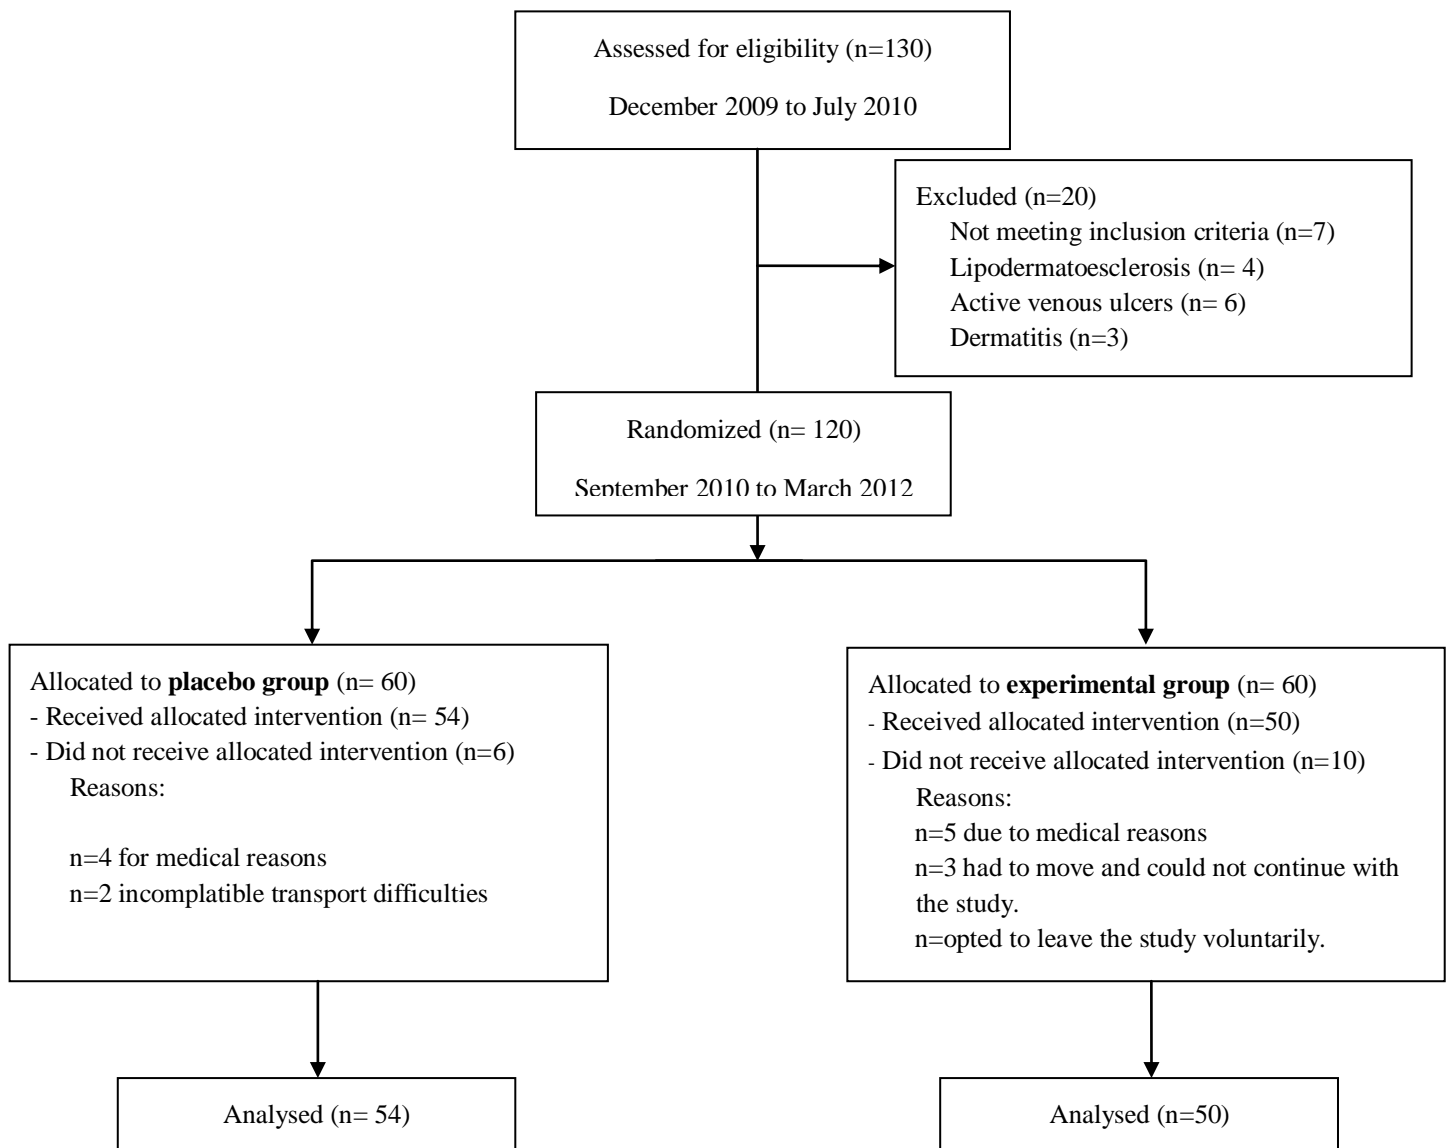 Assessed for eligibility (n=130)
December 2009 to July 2010
Excluded (n=20)
Not meeting inclusion criteria (n=7)
Lipodermatoesclerosis (n= 4)
Active venous ulcers (n= 6)
Dermatitis (n=3)
Randomized (n= 120)
September 2010 to March 2012
Allocated to placebo group (n= 60)
- Received allocated intervention (n= 54)
- Did not receive allocated intervention (n=6)
Reasons:
n=4 for medical reasons
n=2 incomplatible transport difficulties
Allocated to experimental group (n= 60)
- Received allocated intervention (n=50)
- Did not receive allocated intervention (n=10)
Reasons:
n=5 due to medical reasons
n=3 had to move and could not continue with
the study.
n=opted to leave the study voluntarily.
Analysed (n= 54)
Analysed (n=50)